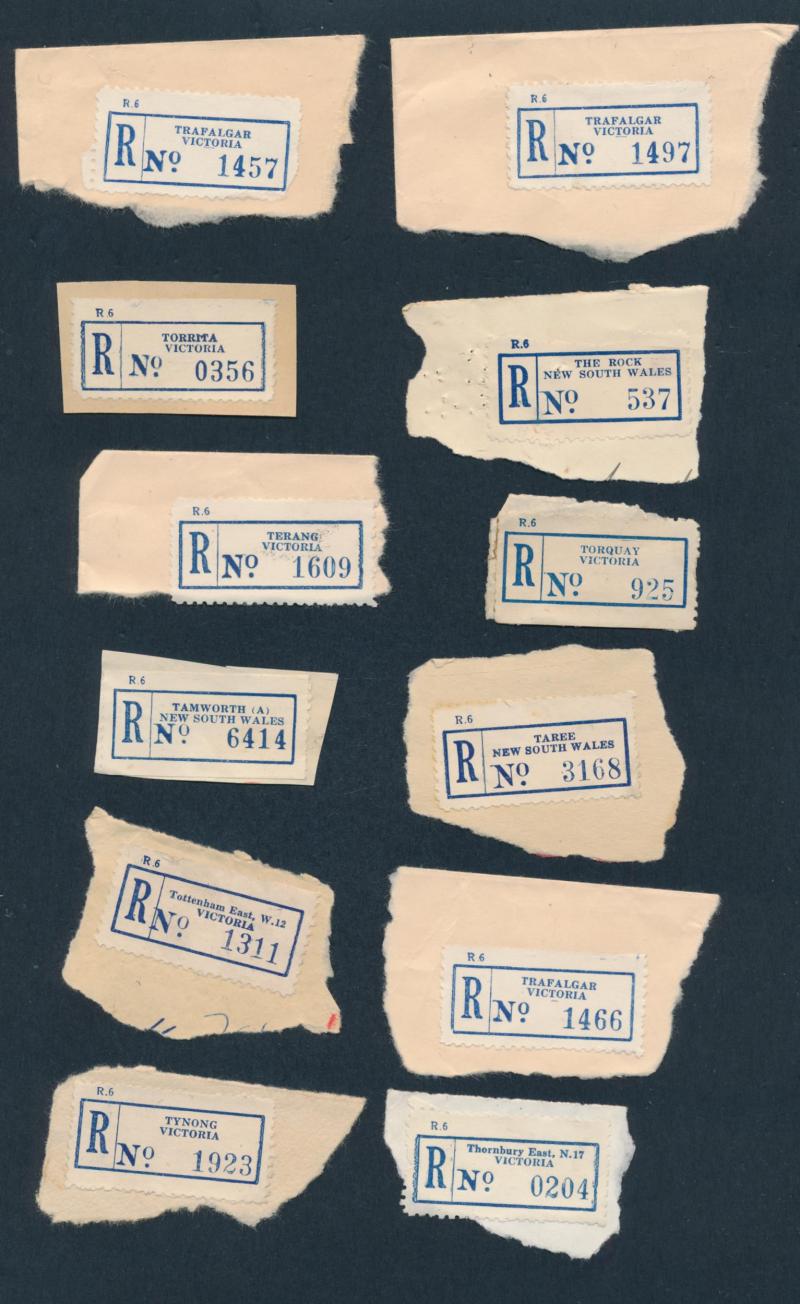 R.6
TRAFALGAR
VICTORIA
R No 1457
R.6
TRAFALGAR
VICTORIA
R No 1497
R.6
TORRITA
VICTORIA
R No 0356
R.6
THE ROCK
NEW SOUTH WALES
R No 537
R.6
TERANG
VICTORIA
R No 1609
R.6
TORQUAY
VICTORIA
R No 925
R.6
TAMWORTH (A)
NEW SOUTH WALES
R No 6414
R.6
TAREE
NEW SOUTH WALES
R No 3168
R.6
Tottenham East, W.12
VICTORIA
R No 1311
R.6
TRAFALGAR
VICTORIA
R No 1466
R.6
TYNONG
VICTORIA
R No 1923
R.6
Thornbury East, N.17
VICTORIA
R No 0204